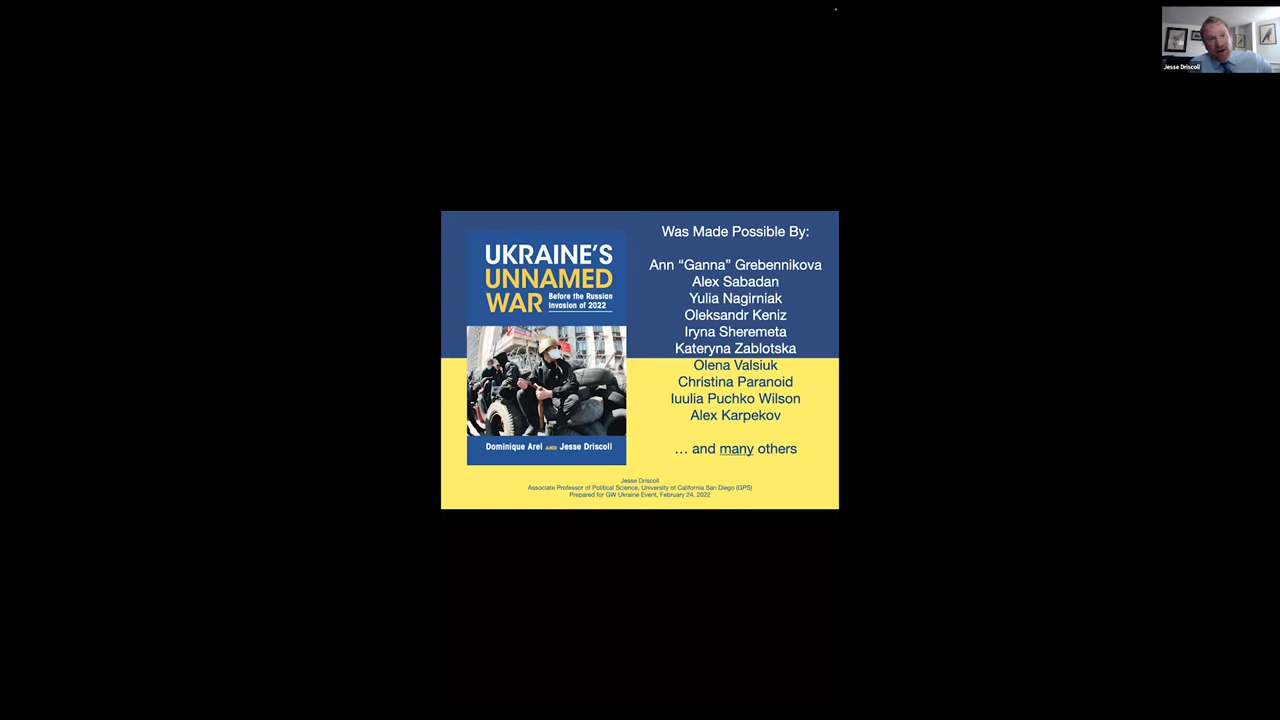 Jesse Driscoll
UKRAINE'S
UNNAMED
WAR
Before the Russian
Invasion of 2022
Dominique Arel AND Jesse Driscoll
Was Made Possible By:
Ann “Ganna” Grebennikova
Alex Sabadan
Yulia Nagirniak
Oleksandr Keniz
Iryna Sheremeta
Kateryna Zablotska
Olena Valsiuk
Christina Paranoid
Iuulia Puchko Wilson
Alex Karpekov
… and many others
Jesse Driscoll
Associate Professor of Political Science, University of California San Diego (GPS)
Prepared for GW Ukraine Event, February 24, 2022